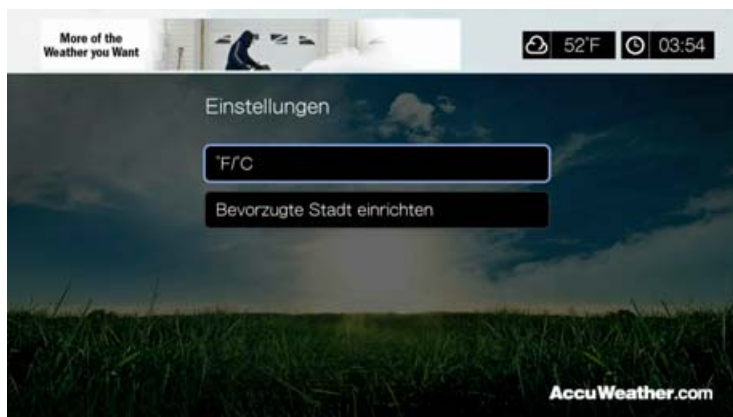 More of the
Weather you Want
52°F 03:54
Einstellungen
°F/°C
Bevorzugte Stadt einrichten
AccuWeather.com